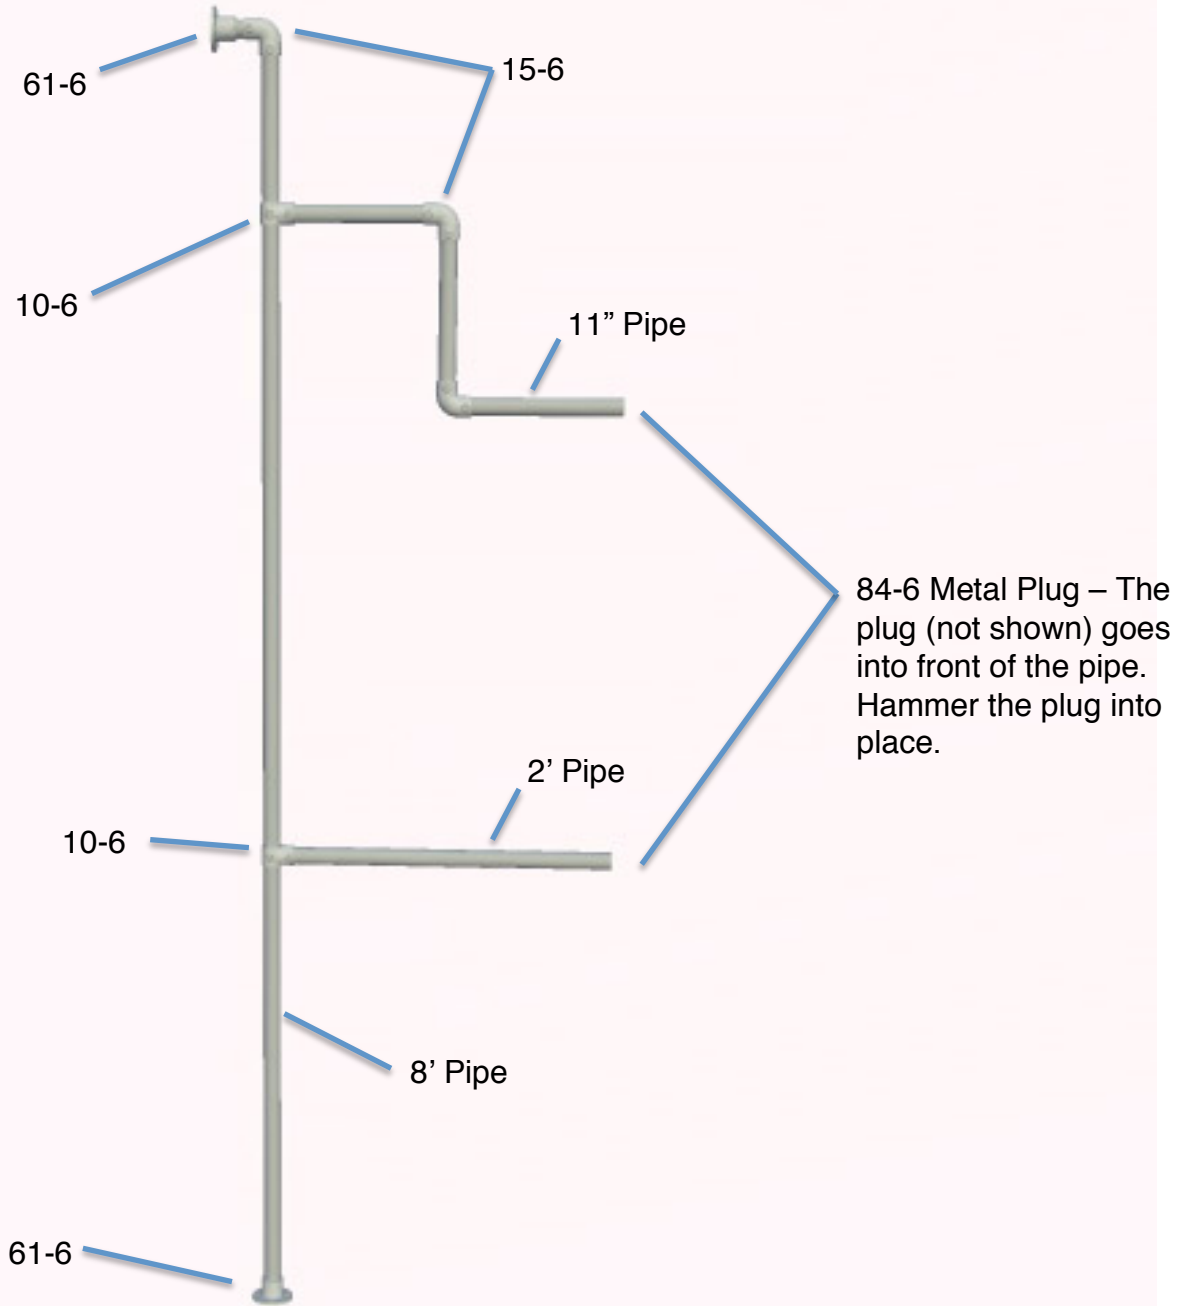 61-6
15-6
10-6
11” Pipe
84-6 Metal Plug – The
plug (not shown) goes
into front of the pipe.
Hammer the plug into
place.
2’ Pipe
10-6
8’ Pipe
61-6